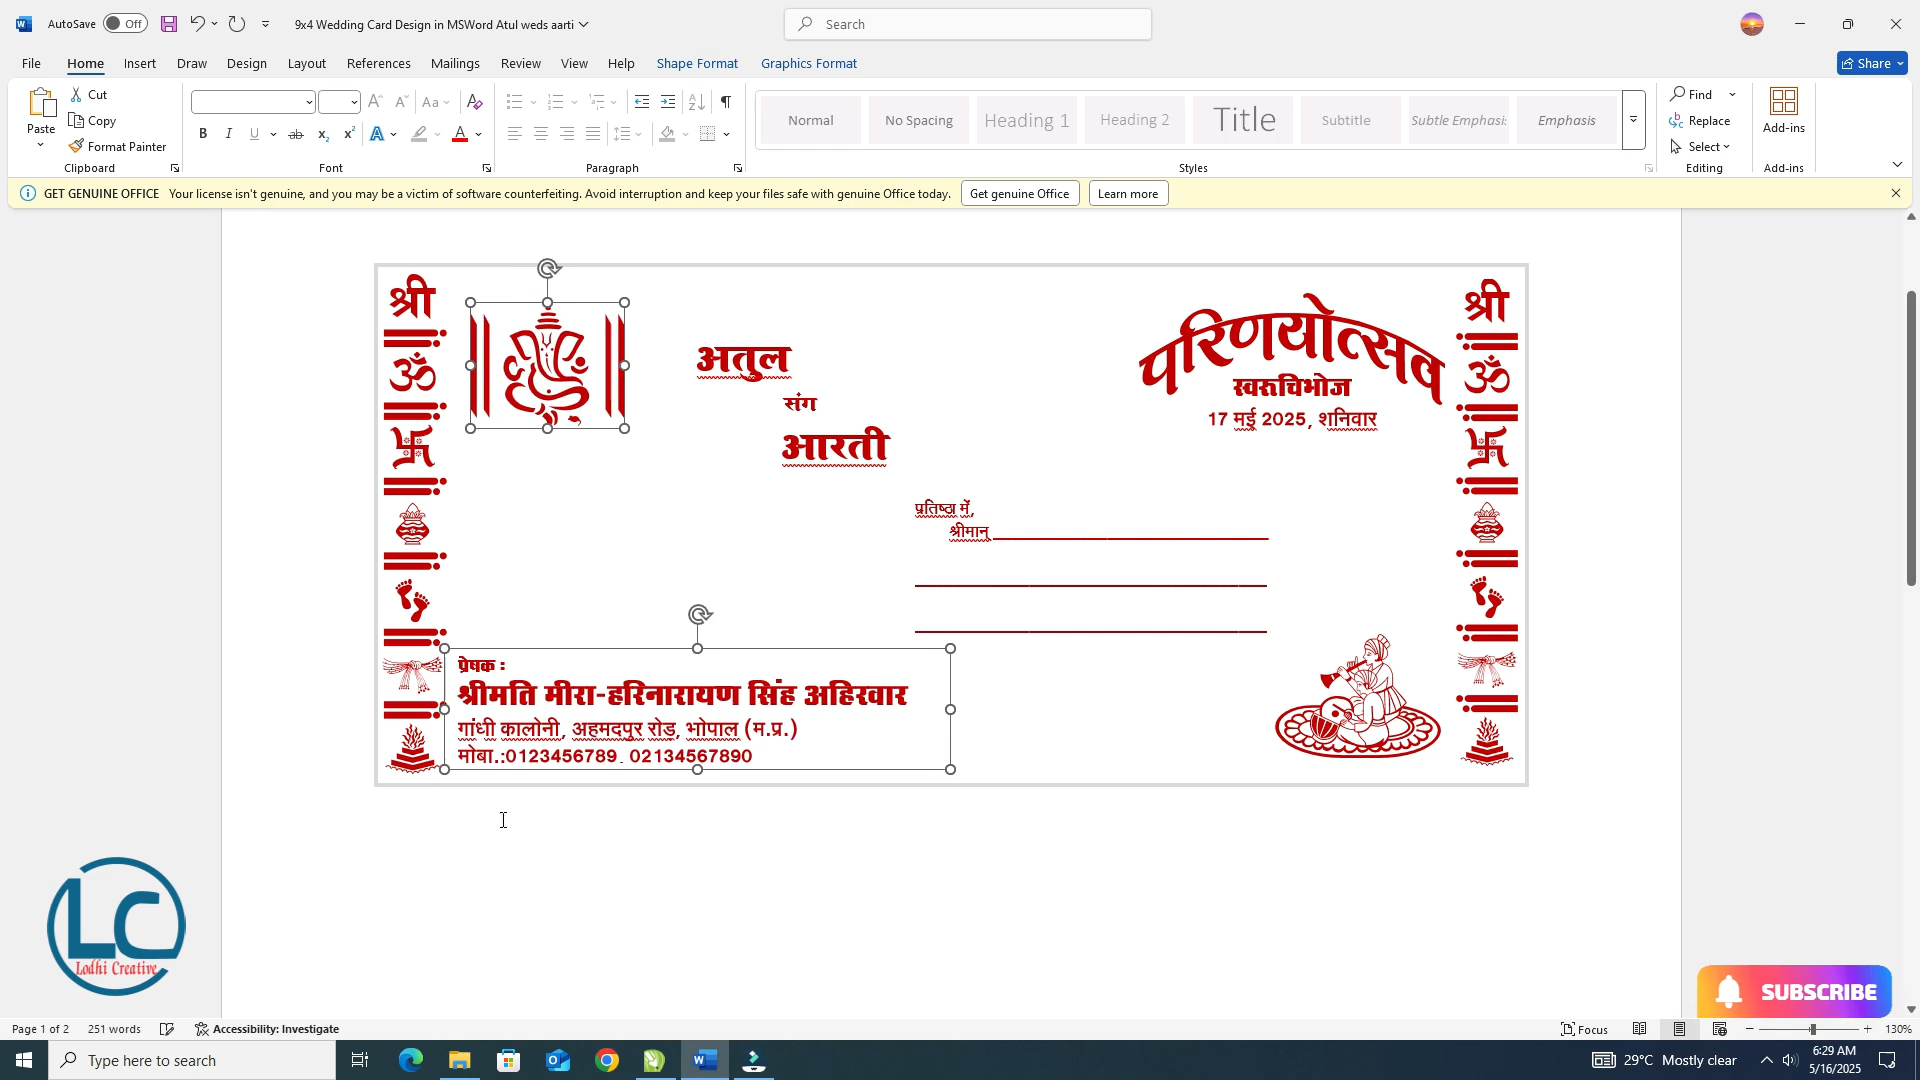 AutoSave Off 9x4 Wedding Card Design in MSWord Atul weds aarti Search
File Home Insert Draw Design Layout References Mailings Review View Help Shape Format Graphics Format Share
Paste Cut Copy Format Painter Clipboard
Aa Font
Paragraph
Normal No Spacing Heading 1 Heading 2 Title Subtitle Subtle Emphasi: Emphasis
Styles
Find Replace Select Editing
Add-ins Add-ins
GET GENUINE OFFICE Your license isn't genuine, and you may be a victim of software counterfeiting. Avoid interruption and keep your files safe with genuine Office today. Get genuine Office Learn more
श्री
ॐ
अतुल
संग
आरती
परिणयोत्सव
स्वरूचिभोज
17 मई 2025, शनिवार
श्री
ॐ
प्रतिष्ठा में,
श्रीमान्
प्रेषक :
श्रीमति मीरा-हरिनारायण सिंह अहिरवार
गांधी कालोनी, अहमदपुर रोड, भोपाल (म.प्र.)
मोबा.:0123456789, 02134567890
LC
Lodhi Creative
SUBSCRIBE
Page 1 of 2 251 words Accessibility: Investigate Focus 130%
Type here to search 29°C Mostly clear 6:29 AM
5/16/2025